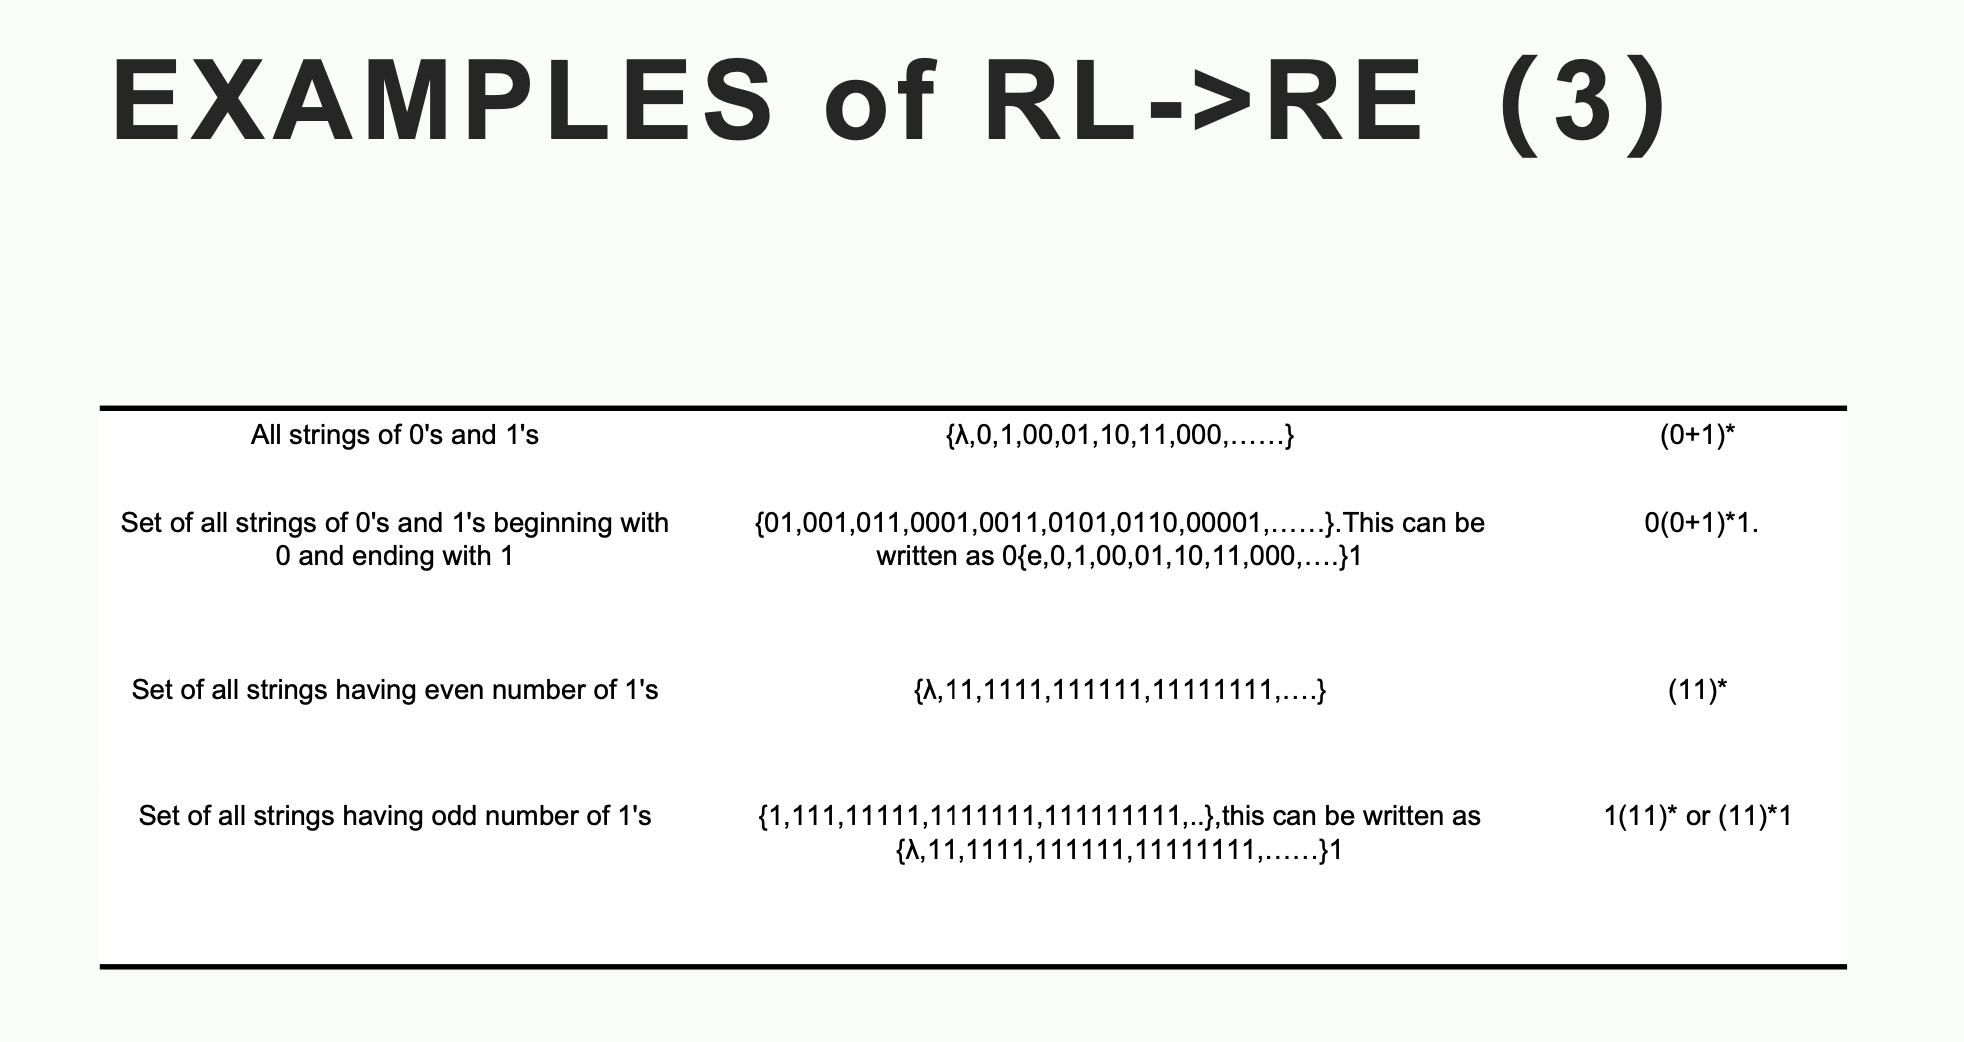 EXAMPLES of RL->RE (3)
All strings of 0's and 1's {λ,0,1,00,01,10,11,000,......} (0+1)*
Set of all strings of 0's and 1's beginning with {01,001,011,0001,0011,0101,0110,00001,......}.This can be 0(0+1)*1.
0 and ending with 1 written as 0{e,0,1,00,01,10,11,000,....}1
Set of all strings having even number of 1's {λ,11,1111,111111,11111111,....} (11)*
Set of all strings having odd number of 1's {1,111,11111,1111111,111111111,..},this can be written as 1(11)* or (11)*1
{λ,11,1111,111111,11111111,......}1